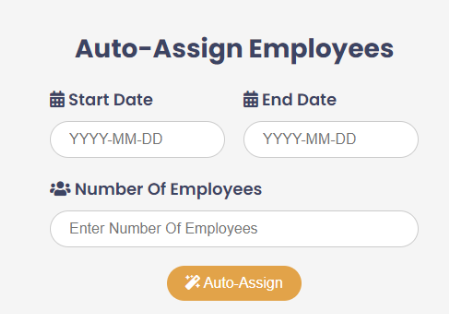 Auto-Assign Employees
Start Date
End Date
YYYY-MM-DD
YYYY-MM-DD
Number Of Employees
Enter Number Of Employees
Auto-Assign